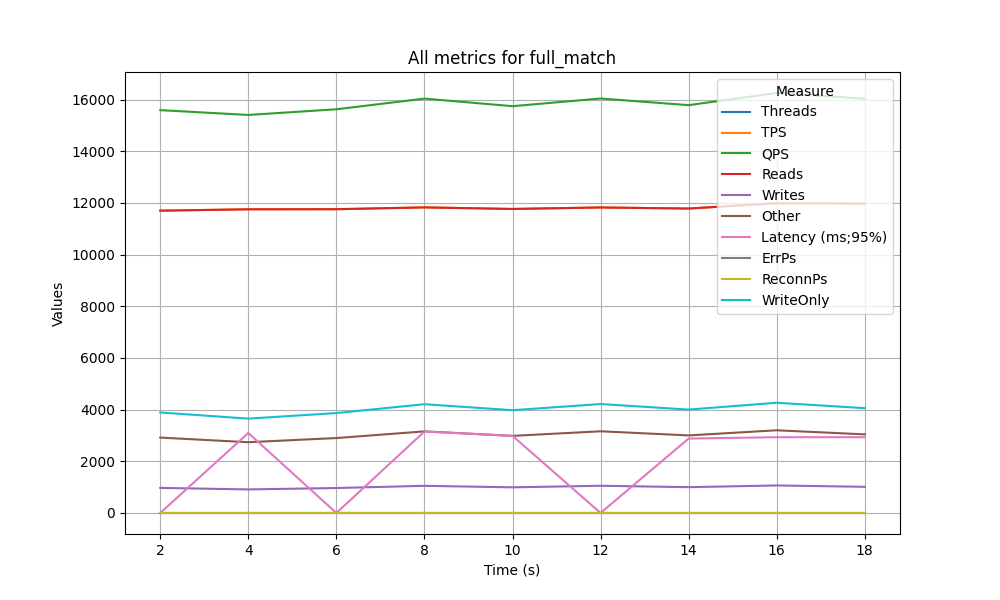 All metrics for full_match
Values
16000
14000
12000
10000
8000
6000
4000
2000
0
Measure
Threads
TPS
QPS
Reads
Writes
Other
Latency (ms;95%)
ErrPs
ReconnPs
WriteOnly
2 4 6 8 10 12 14 16 18
Time (s)